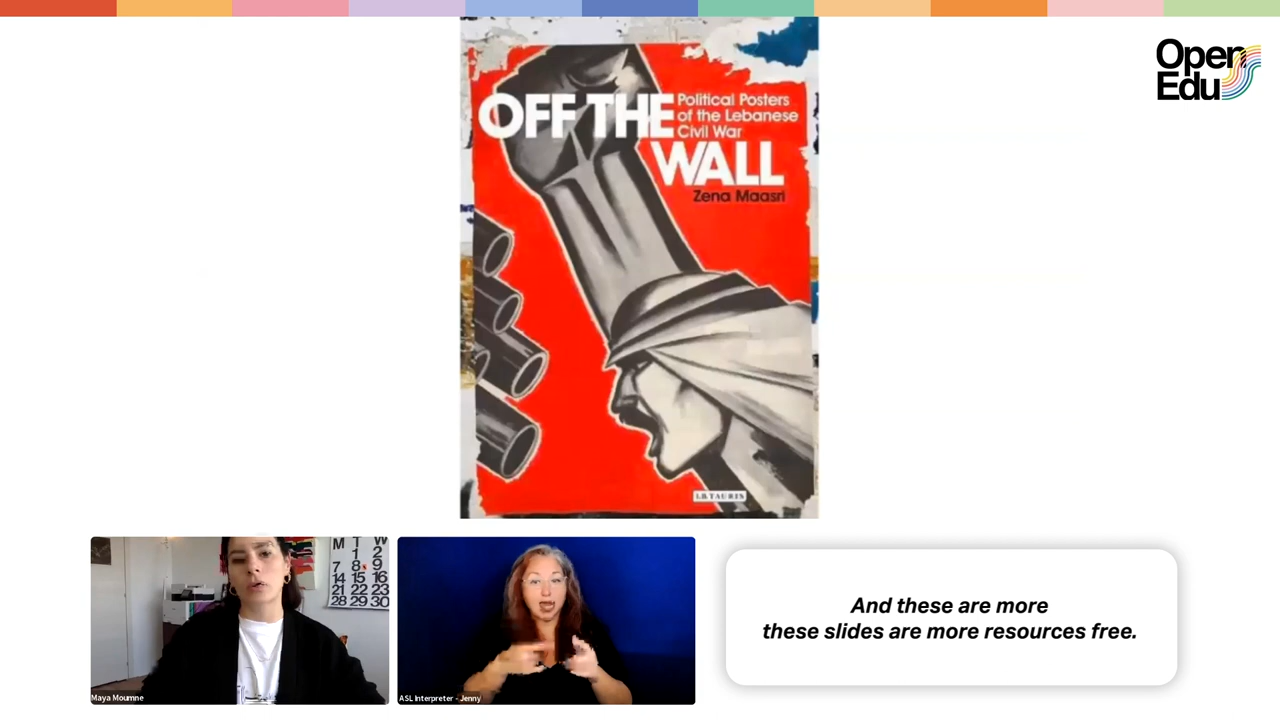 Open
Edu
OFF THE
Political Posters
of the Lebanese
Civil War
WALL
Zena Maasri
I.B.TAURIS
M T W
1 2
7 8 9
14 15 16
21 22 23
28 29 30
Maya Moumne
ASL Interpreter - Jenny
And these are more
these slides are more resources free.